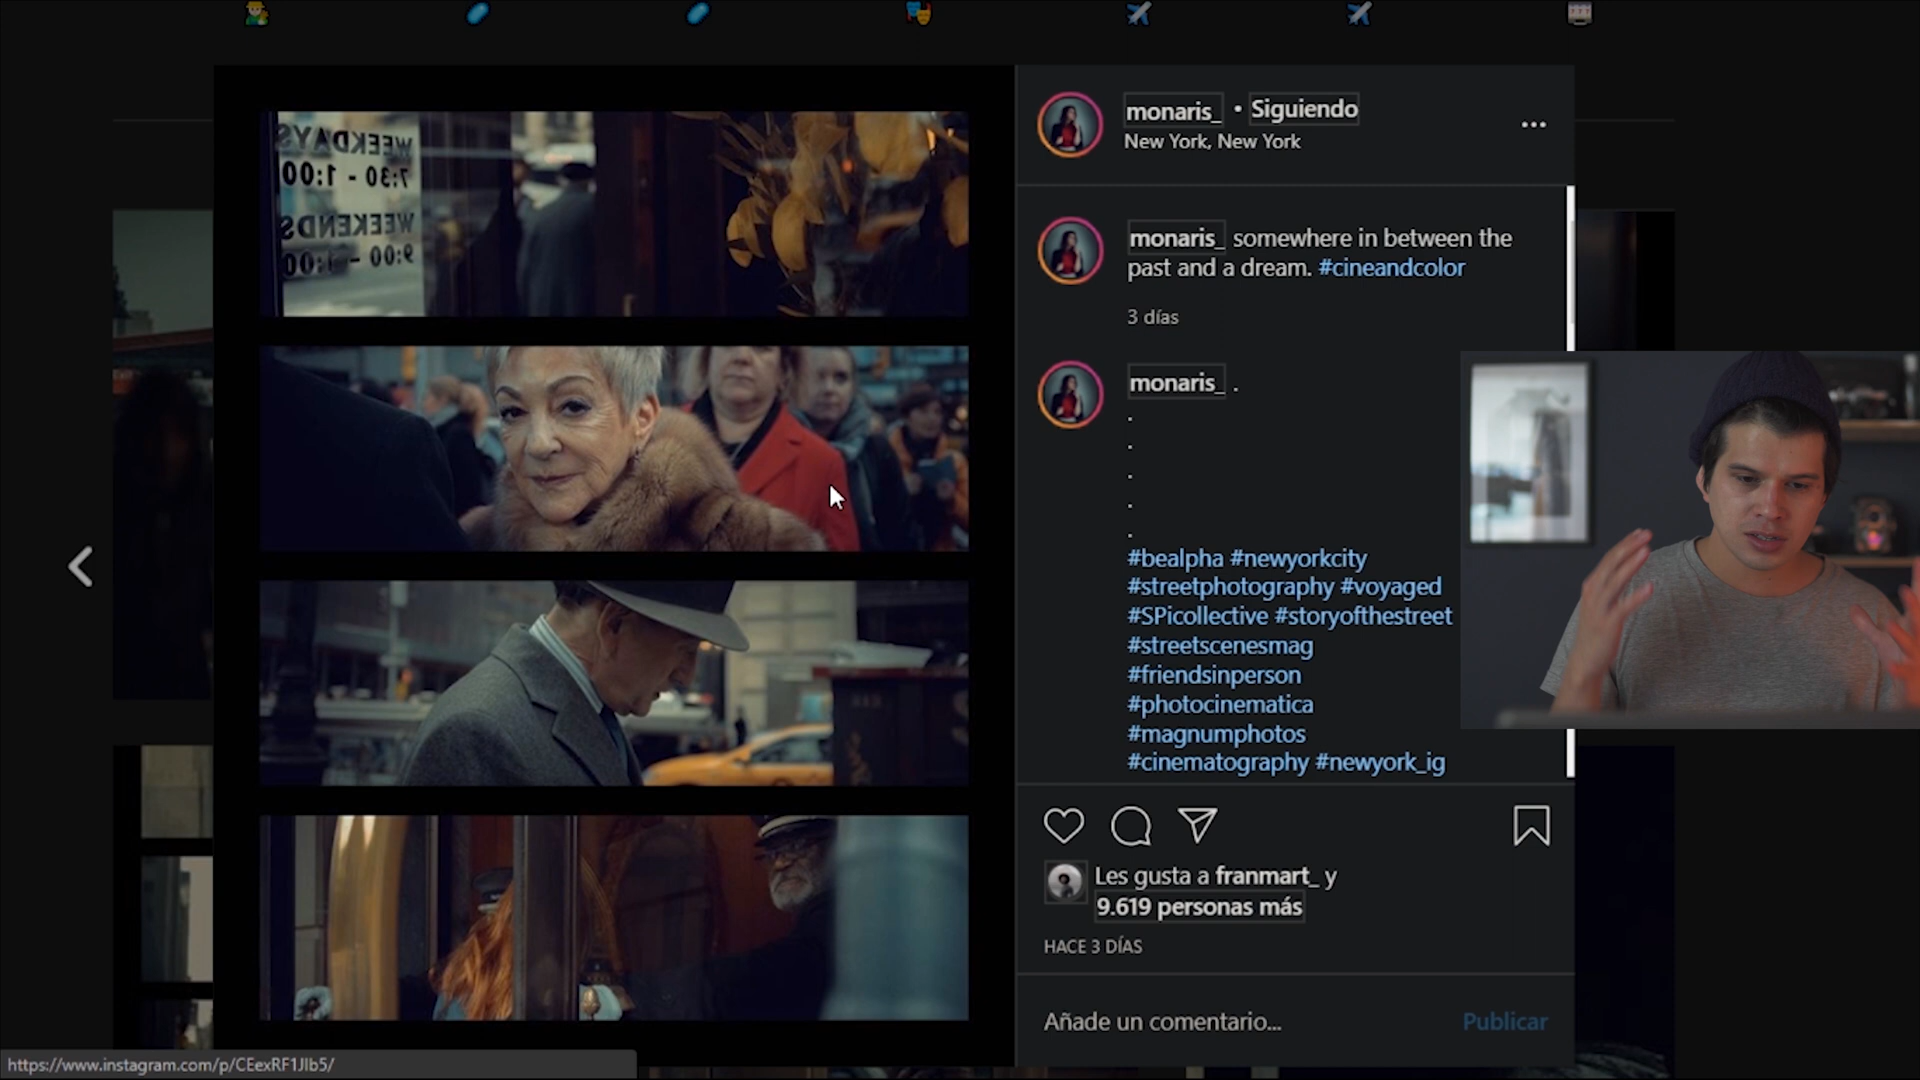 WEEKDAYS
7:30 - 1:00
WEEKENDS
9:00 - 1:00
monaris_ • Siguiendo
New York, New York
monaris_ somewhere in between the
past and a dream. #cineandcolor
3 días
monaris_ .
.
.
.
.
.
#bealpha #newyorkcity
#streetphotography #voyaged
#SPicollective #storyofthestreet
#streetscenesmag
#friendsinperson
#photocinematica
#magnumphotos
#cinematography #newyork_ig
Les gusta a franmart_ y
9.619 personas más
HACE 3 DÍAS
Añade un comentario...
Publicar
https://www.instagram.com/p/CEexRF1JIb5/